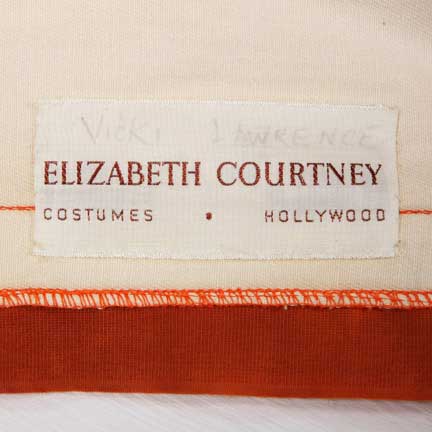 Vicki LAWRENCE
ELIZABETH COURTNEY
COSTUMES • HOLLYWOOD